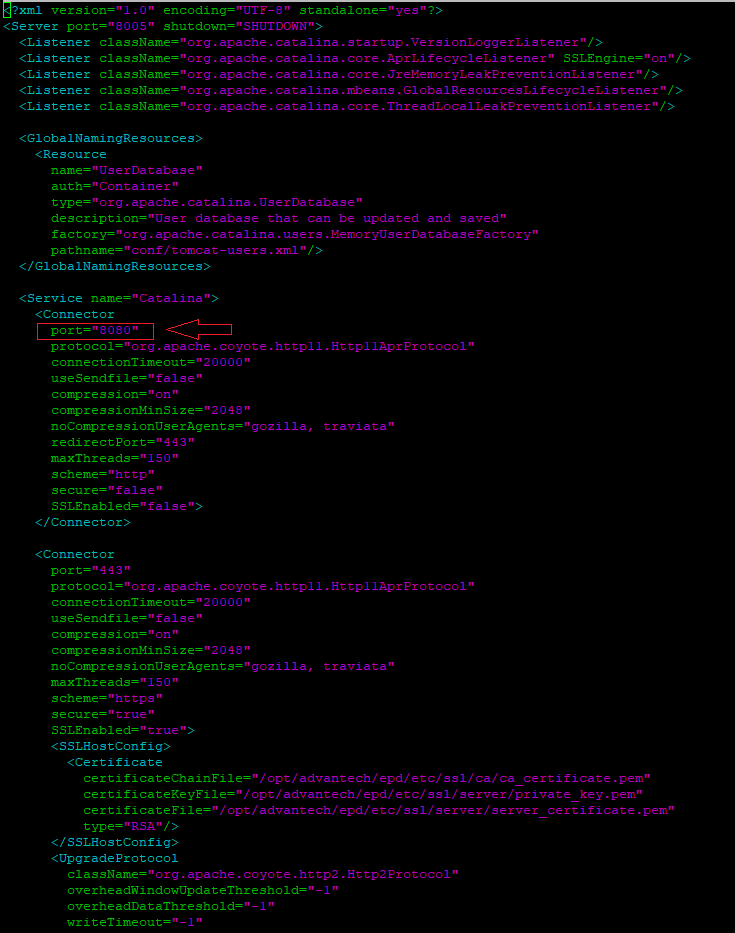 <?xml version="1.0" encoding="UTF-8" standalone="yes"?>
<Server port="8005" shutdown="SHUTDOWN">
  <Listener className="org.apache.catalina.startup.VersionLoggerListener"/>
  <Listener className="org.apache.catalina.core.AprLifecycleListener" SSLEngine="on"/>
  <Listener className="org.apache.catalina.core.JreMemoryLeakPreventionListener"/>
  <Listener className="org.apache.catalina.mbeans.GlobalResourcesLifecycleListener"/>
  <Listener className="org.apache.catalina.core.ThreadLocalLeakPreventionListener"/>

  <GlobalNamingResources>
    <Resource
      name="UserDatabase"
      auth="Container"
      type="org.apache.catalina.UserDatabase"
      description="User database that can be updated and saved"
      factory="org.apache.catalina.users.MemoryUserDatabaseFactory"
      pathname="conf/tomcat-users.xml"/>
  </GlobalNamingResources>

  <Service name="Catalina">
    <Connector
      port="8080"
      protocol="org.apache.coyote.http11.Http11AprProtocol"
      connectionTimeout="20000"
      useSendfile="false"
      compression="on"
      compressionMinSize="2048"
      noCompressionUserAgents="gozilla, traviata"
      redirectPort="443"
      maxThreads="150"
      scheme="http"
      secure="false"
      SSLEnabled="false">
    </Connector>

    <Connector
      port="443"
      protocol="org.apache.coyote.http11.Http11AprProtocol"
      connectionTimeout="20000"
      useSendfile="false"
      compression="on"
      compressionMinSize="2048"
      noCompressionUserAgents="gozilla, traviata"
      maxThreads="150"
      scheme="https"
      secure="true"
      SSLEnabled="true">
      <SSLHostConfig>
        <Certificate
          certificateChainFile="/opt/advantech/epd/etc/ssl/ca/ca_certificate.pem"
          certificateKeyFile="/opt/advantech/epd/etc/ssl/server/private_key.pem"
          certificateFile="/opt/advantech/epd/etc/ssl/server/server_certificate.pem"
          type="RSA"/>
      </SSLHostConfig>
      <UpgradeProtocol
        className="org.apache.coyote.http2.Http2Protocol"
        overheadWindowUpdateThreshold="-1"
        overheadDataThreshold="-1"
        writeTimeout="-1"